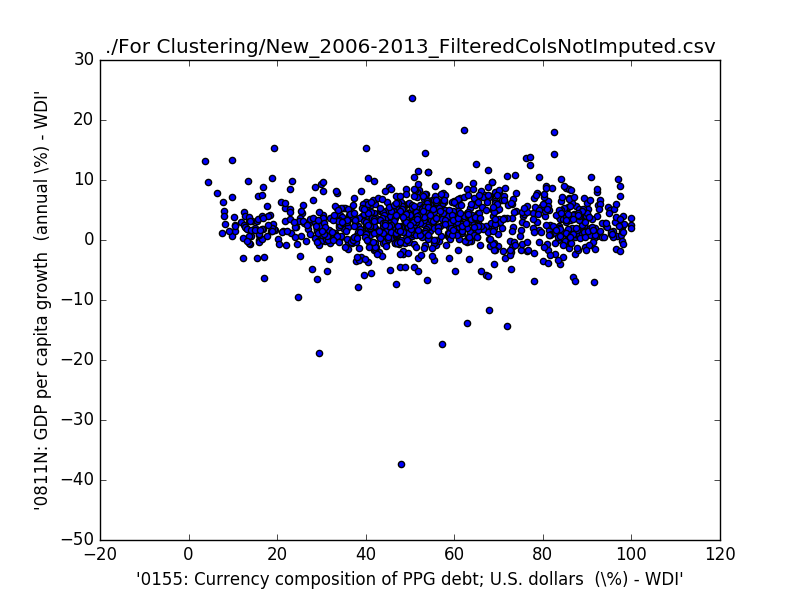 ./For Clustering/New_2006-2013_FilteredColsNotImputed.csv
30
20
10
0
−10
−20
−30
−40
−50
'0811N: GDP per capita growth  (annual \%) - WDI'
−20 0 20 40 60 80 100 120
'0155: Currency composition of PPG debt; U.S. dollars  (\%) - WDI'